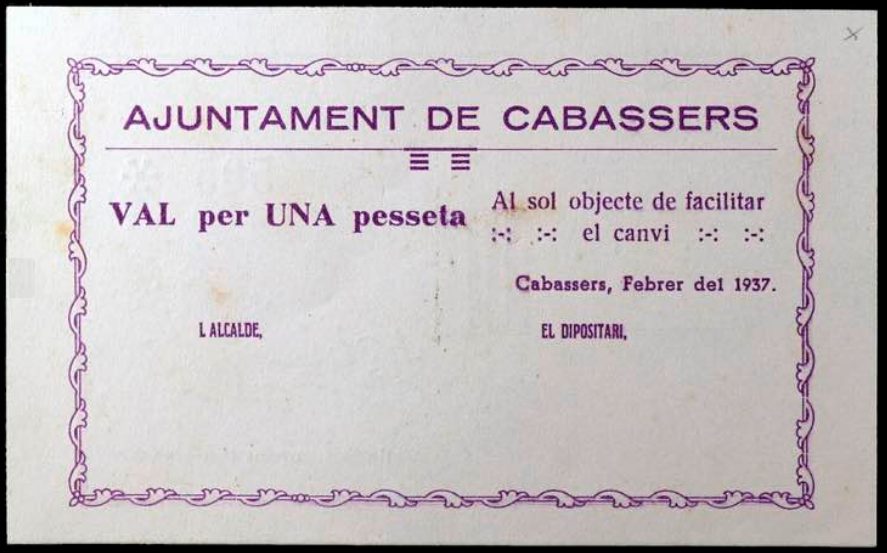 AJUNTAMENT DE CABASSERS
VAL per UNA pesseta
Al sol objecte de facilitar
:-: :-: el canvi :-: :-:
Cabassers, Febrer del 1937.
L ALCALDE,
EL DIPOSITARI,